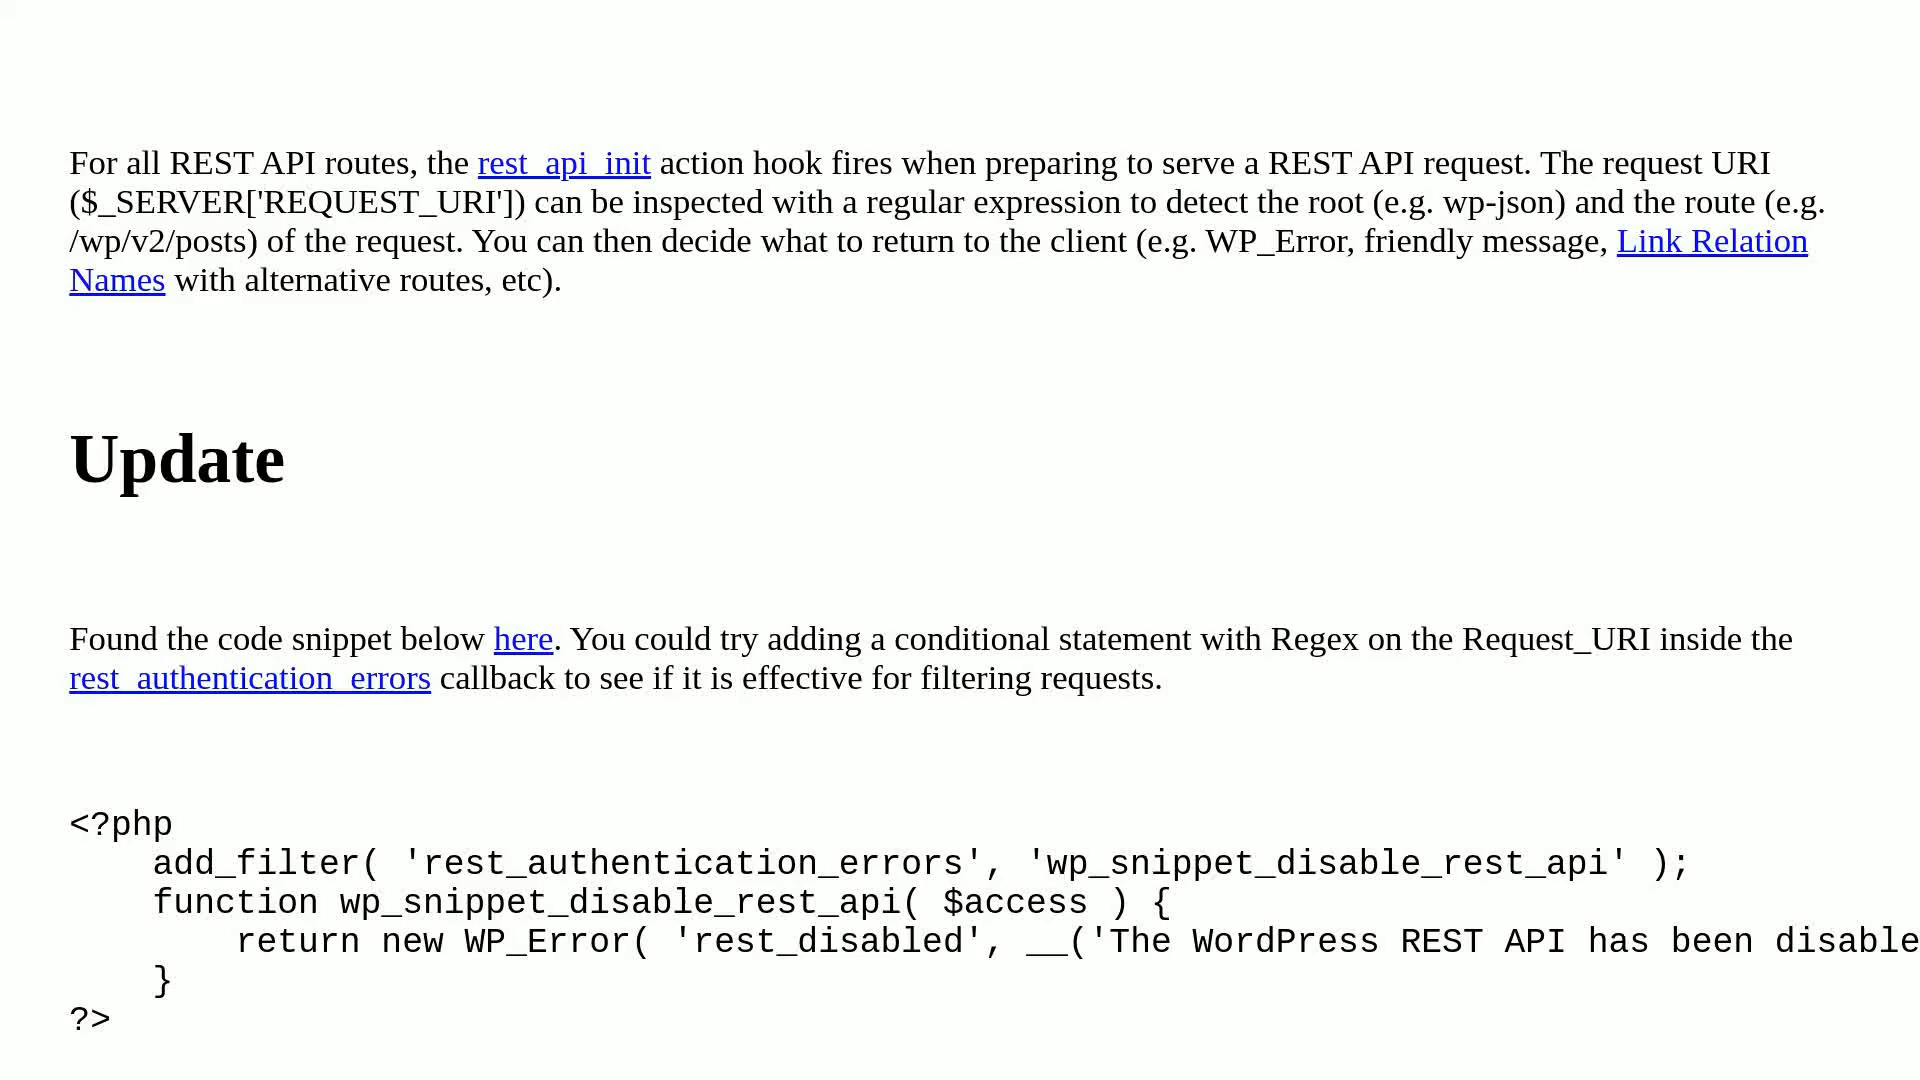 For all REST API routes, the rest_api_init action hook fires when preparing to serve a REST API request. The request URI
($_SERVER['REQUEST_URI']) can be inspected with a regular expression to detect the root (e.g. wp-json) and the route (e.g.
/wp/v2/posts) of the request. You can then decide what to return to the client (e.g. WP_Error, friendly message, Link Relation
Names with alternative routes, etc).
Update
Found the code snippet below here. You could try adding a conditional statement with Regex on the Request_URI inside the
rest_authentication_errors callback to see if it is effective for filtering requests.
<?php
    add_filter( 'rest_authentication_errors', 'wp_snippet_disable_rest_api' );
    function wp_snippet_disable_rest_api( $access ) {
        return new WP_Error( 'rest_disabled', __('The WordPress REST API has been disable
    }
?>